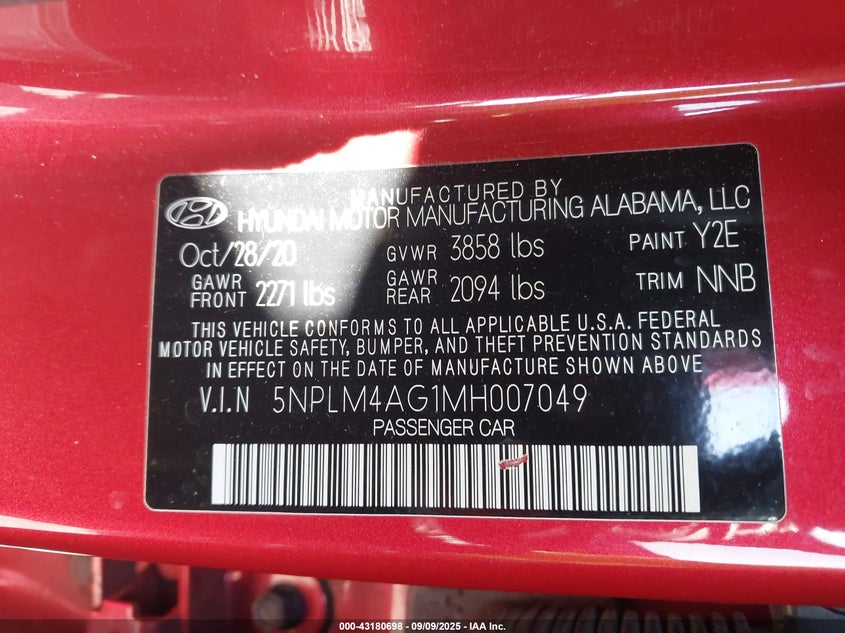 MANUFACTURED BY
HYUNDAI MOTOR MANUFACTURING ALABAMA, LLC
Oct/28/20 GVWR 3858 lbs PAINT Y2E
GAWR FRONT 2271 lbs GAWR REAR 2094 lbs TRIM NNB
THIS VEHICLE CONFORMS TO ALL APPLICABLE U.S.A. FEDERAL
MOTOR VEHICLE SAFETY, BUMPER, AND THEFT PREVENTION STANDARDS
IN EFFECT ON THE DATE OF MANUFACTURE SHOWN ABOVE
V.I.N 5NPLM4AG1MH007049
PASSENGER CAR
000-43180698 - 09/09/2025 - IAA Inc.